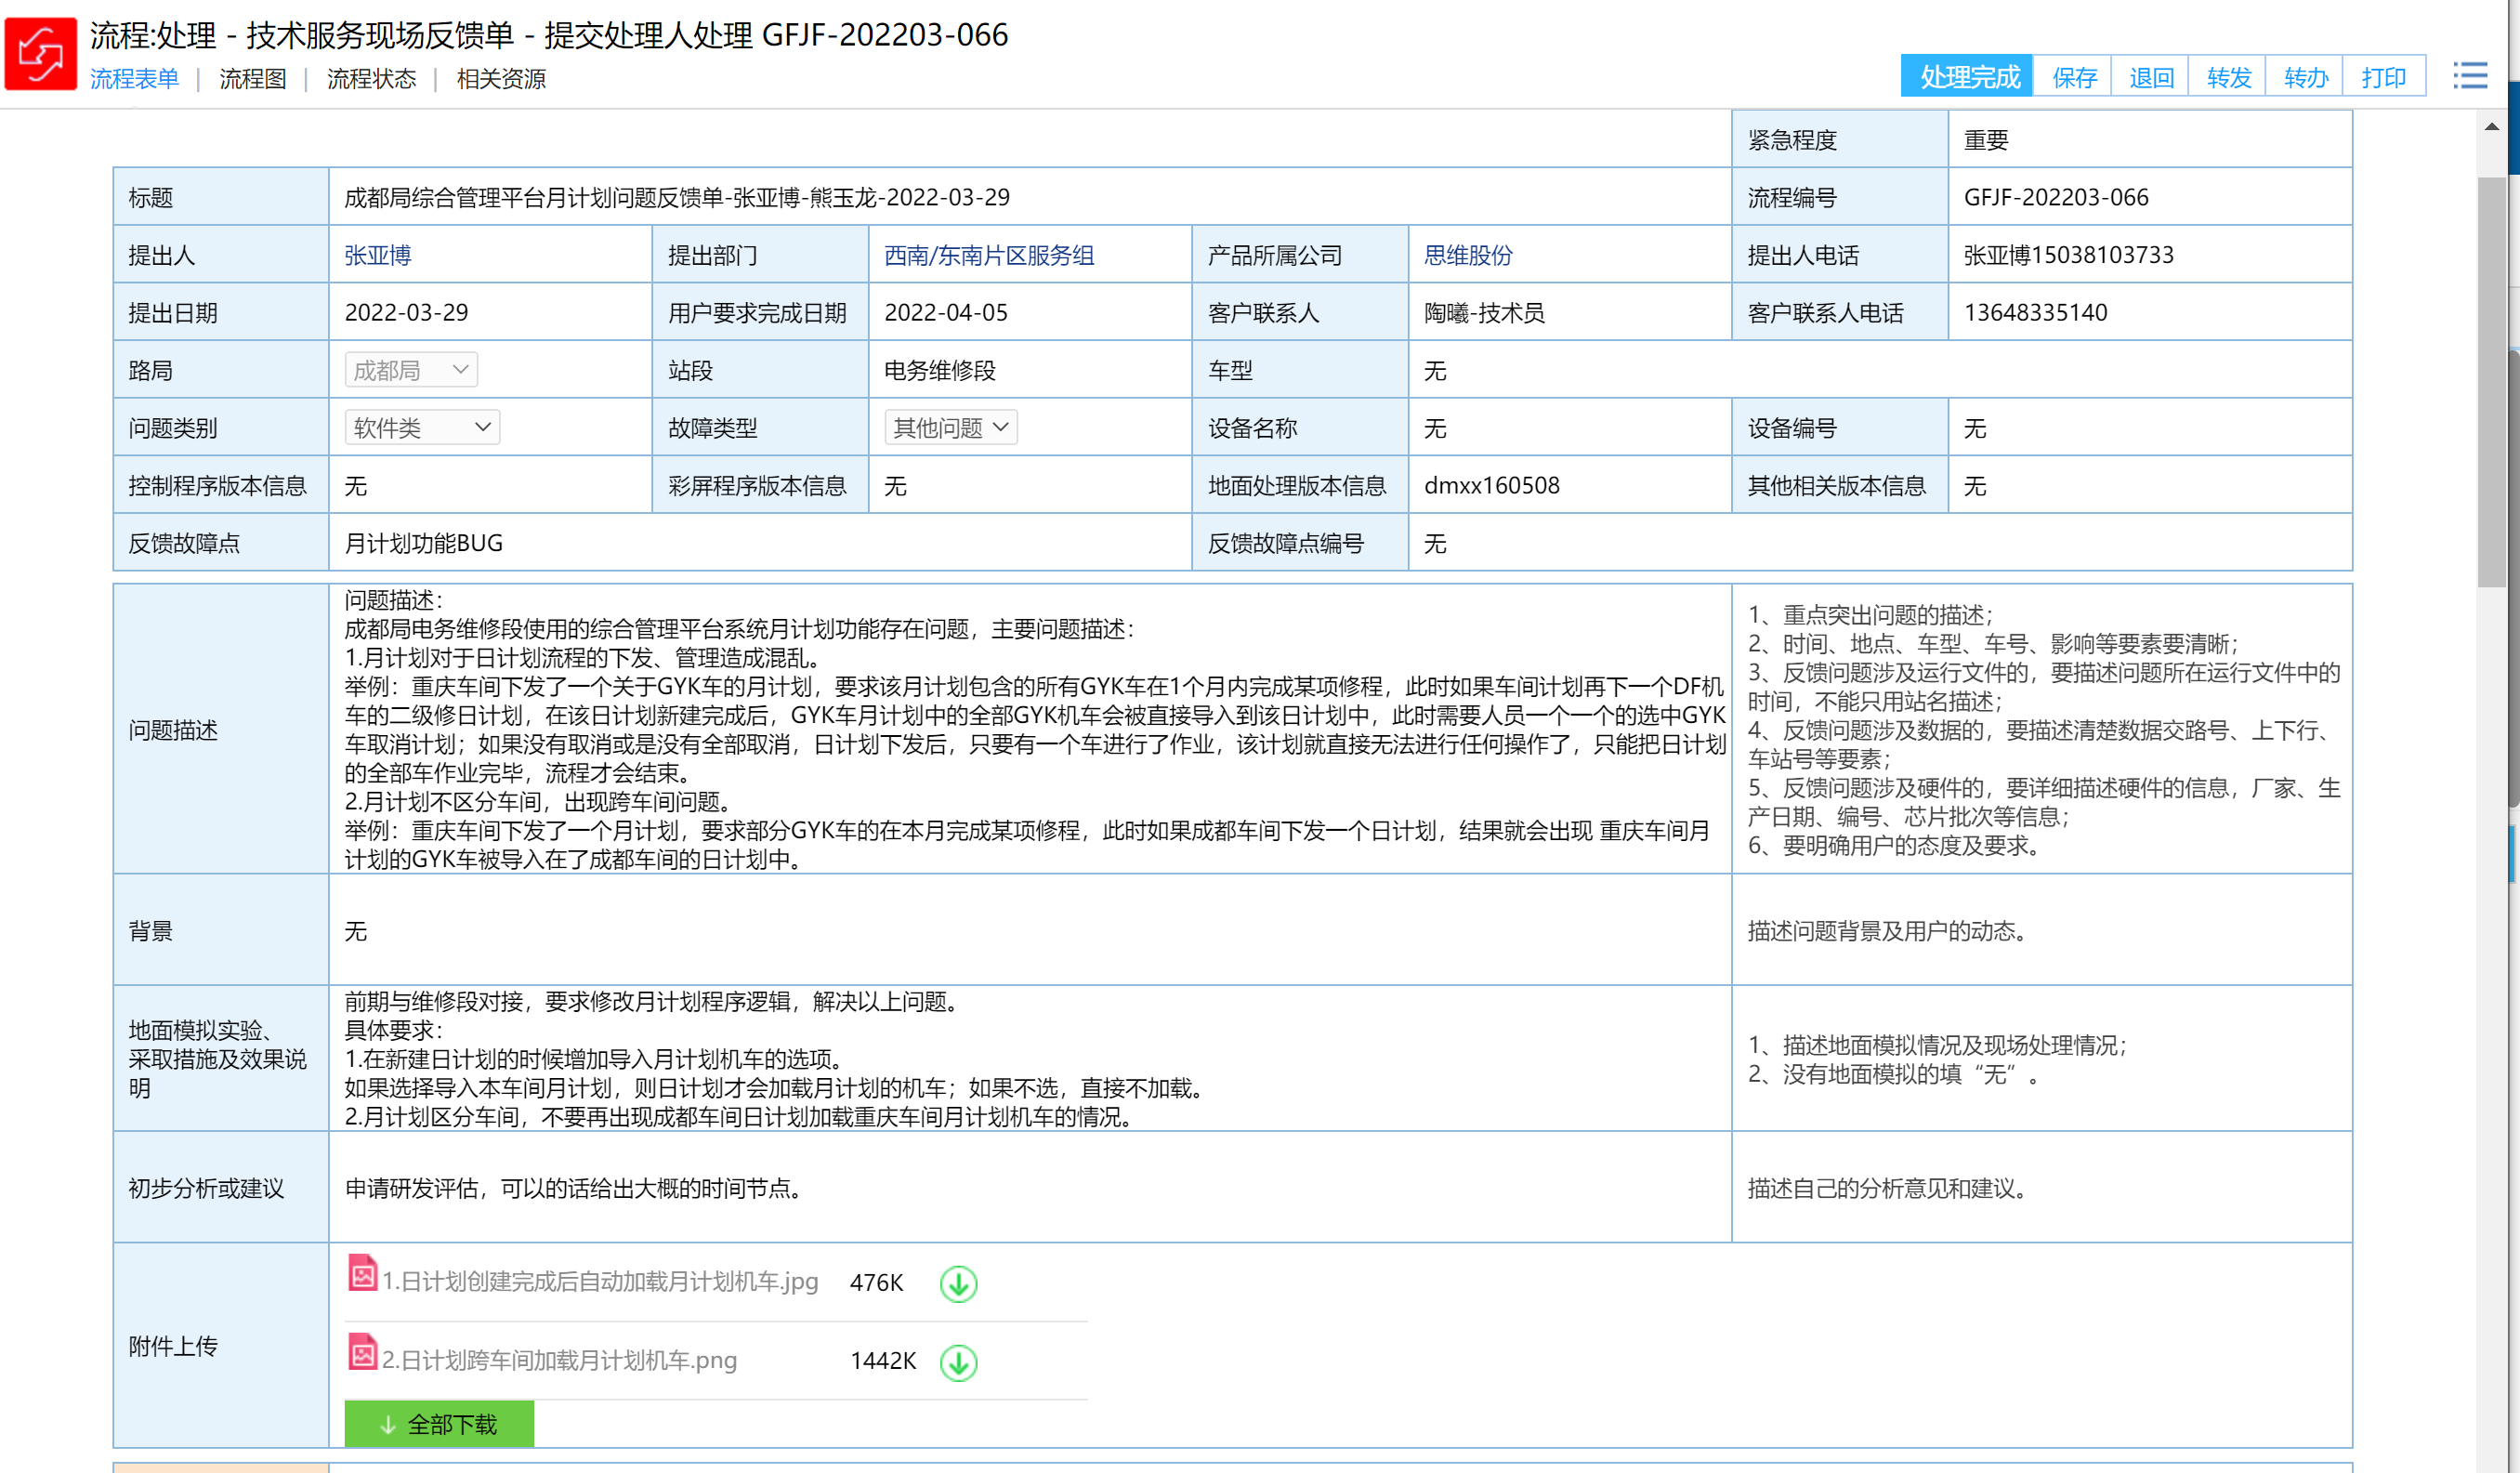 流程:处理 - 技术服务现场反馈单 - 提交处理人处理 GFJF-202203-066
流程表单 | 流程图 | 流程状态 | 相关资源
处理完成 保存 退回 转发 转办 打印
紧急程度 重要
标题 成都局综合管理平台月计划问题反馈单-张亚博-熊玉龙-2022-03-29 流程编号 GFJF-202203-066
提出人 张亚博 提出部门 西南/东南片区服务组 产品所属公司 思维股份 提出人电话 张亚博15038103733
提出日期 2022-03-29 用户要求完成日期 2022-04-05 客户联系人 陶曦-技术员 客户联系人电话 13648335140
路局 成都局 站段 电务维修段 车型 无
问题类别 软件类 故障类型 其他问题 设备名称 无 设备编号 无
控制程序版本信息 无 彩屏程序版本信息 无 地面处理版本信息 dmxx160508 其他相关版本信息 无
反馈故障点 月计划功能BUG 反馈故障点编号 无
问题描述
问题描述：
成都局电务维修段使用的综合管理平台系统月计划功能存在问题，主要问题描述：
1.月计划对于日计划流程的下发、管理造成混乱。
举例：重庆车间下发了一个关于GYK车的月计划，要求该月计划包含的所有GYK车在1个月内完成某项修程，此时如果车间计划再下一个DF机
车的二级修日计划，在该日计划新建完成后，GYK车月计划中的全部GYK机车会被直接导入到该日计划中，此时需要人员一个一个的选中GYK
车取消计划；如果没有取消或是没有全部取消，日计划下发后，只要有一个车进行了作业，该计划就直接无法进行任何操作了，只能把日计划
的全部车作业完毕，流程才会结束。
2.月计划不区分车间，出现跨车间问题。
举例：重庆车间下发了一个月计划，要求部分GYK车的在本月完成某项修程，此时如果成都车间下发一个日计划，结果就会出现 重庆车间月
计划的GYK车被导入在了成都车间的日计划中。
1、重点突出问题的描述；
2、时间、地点、车型、车号、影响等要素要清晰；
3、反馈问题涉及运行文件的，要描述问题所在运行文件中的
时间，不能只用站名描述；
4、反馈问题涉及数据的，要描述清楚数据交路号、上下行、
车站号等要素；
5、反馈问题涉及硬件的，要详细描述硬件的信息，厂家、生
产日期、编号、芯片批次等信息；
6、要明确用户的态度及要求。
背景 无 描述问题背景及用户的动态。
地面模拟实验、
采取措施及效果说
明
前期与维修段对接，要求修改月计划程序逻辑，解决以上问题。
具体要求：
1.在新建日计划的时候增加导入月计划机车的选项。
如果选择导入本车间月计划，则日计划才会加载月计划的机车；如果不选，直接不加载。
2.月计划区分车间，不要再出现成都车间日计划加载重庆车间月计划机车的情况。
1、描述地面模拟情况及现场处理情况；
2、没有地面模拟的填“无”。
初步分析或建议 申请研发评估，可以的话给出大概的时间节点。 描述自己的分析意见和建议。
附件上传
1.日计划创建完成后自动加载月计划机车.jpg 476K
2.日计划跨车间加载月计划机车.png 1442K
全部下载